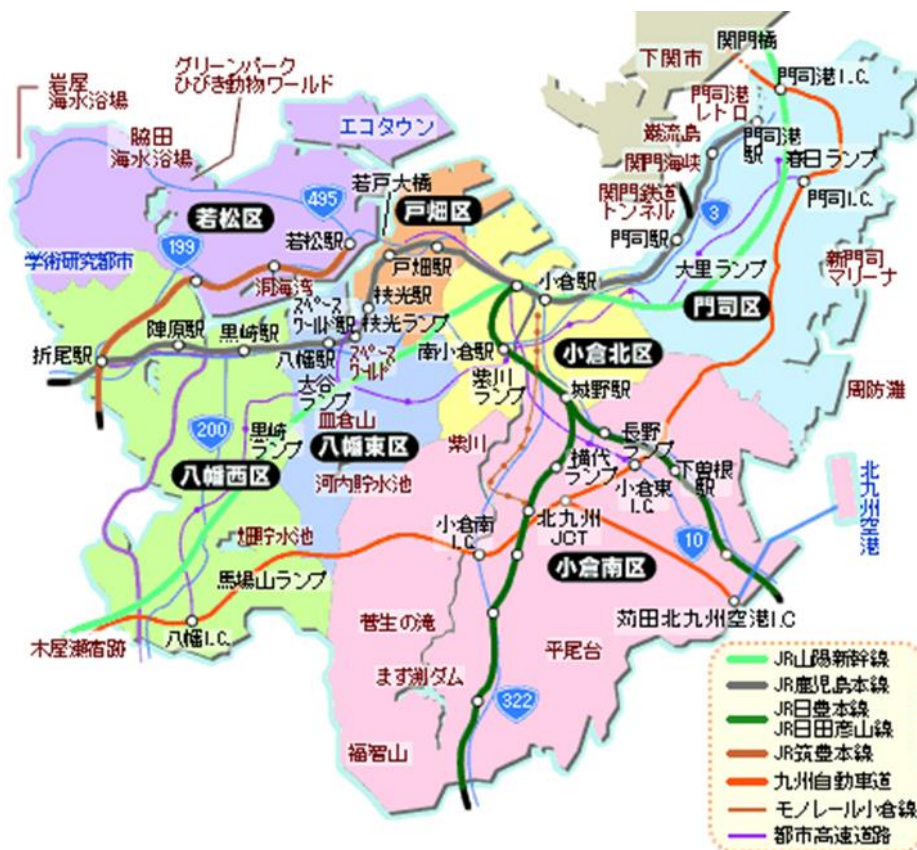 関門橋
下関市
門司港I.C.
グリーンパーク
ひびき動物ワールド
岩屋
海水浴場
門司港
レトロ
エコタウン
巌流島
門司港
駅
脇田
海水浴場
関門海峡
春日ランプ
若戸大橋
関門鉄道
トンネル
門司I.C.
495
戸畑区
若松区
3
若松駅
門司駅
199
新門司
マリーナ
学術研究都市
戸畑駅
大里ランプ
洞海湾
小倉駅
枝光駅
門司区
スペース
ワールド駅
枝光ランプ
陣原駅
黒崎駅
折尾駅
八幡駅
スペース
ワールド
南小倉駅
小倉北区
大谷
ランプ
紫川
ランプ
城野駅
周防灘
皿倉山
黒崎
ランプ
200
八幡東区
紫川
長野
ランプ
横代
ランプ
下曽根
駅
八幡西区
河内貯水池
小倉東
I.C.
北九州空港
小倉南
I.C.
北九州
JCT
10
畑貯水池
小倉南区
馬場山ランプ
八幡I.C.
菅生の滝
苅田北九州空港I.C
木屋瀬宿跡
平尾台
ます渕ダム
322
福智山
JR山陽新幹線
JR鹿児島本線
JR日豊本線
JR日田彦山線
JR筑豊本線
九州自動車道
モノレール小倉線
都市高速道路